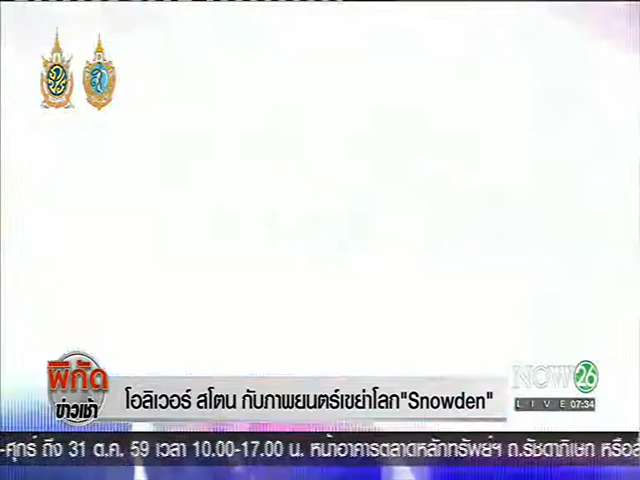 NOW 26
LIVE 07:34
พิกัด
ข่าวเช้า
โอลิเวอร์ สโตน กับภาพยนตร์เขย่าโลก"Snowden"
-ศุกร์ ถึง 31 ต.ค. 59 เวลา 10.00-17.00 น. หน้าอาคารตลาดหลักทรัพย์ฯ ถ.รัชดาภิเษก หรือส